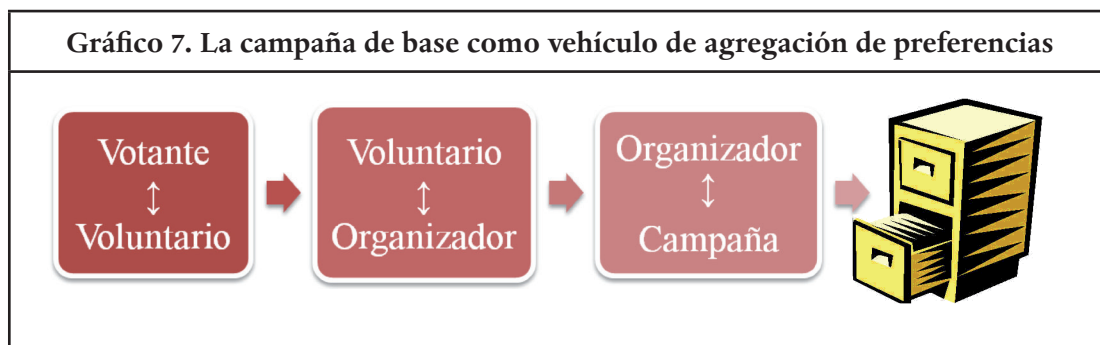 Gráfico 7. La campaña de base como vehículo de agregación de preferencias
Votante
↕
Voluntario
Voluntario
↕
Organizador
Organizador
↕
Campaña